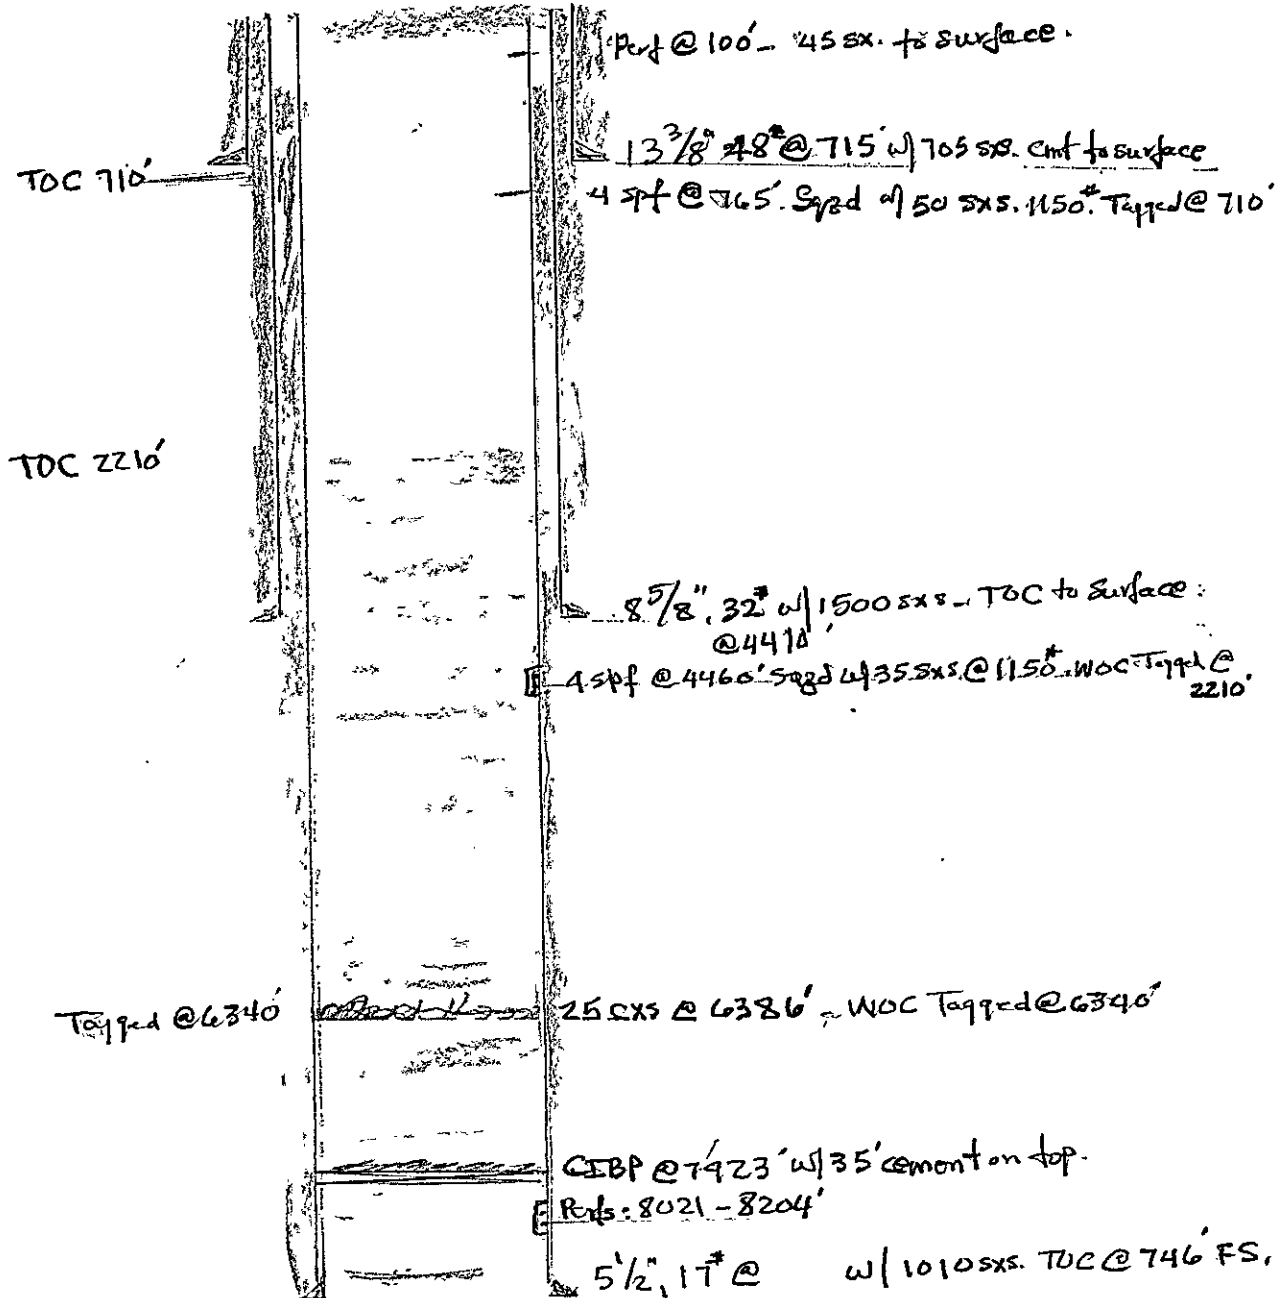 Perf @ 100' - 45 sx. to surface.
13 3/8" 48# @ 715' w/ 705 sxs. Cmt to surface
TOC 710'
4 spf @ 765'. Sqzd w/ 50 sxs. 1150# Tagged @ 710'
TOC 2210'
8 5/8", 32# w/ 1500 sxs - TOC to Surface.
@ 4410'
4 spf @ 4460' Sqzd w/ 35 sxs. @ 1150# WOC Tagged @
2210'
Tagged @ 6340'
25 sxs @ 6386' - WOC Tagged @ 6340'
CIBP @ 7923' w/ 35' cement on top.
Perfs: 8021 - 8204'
5 1/2", 17# @ w/ 1010 sxs. TOC @ 746' FS.